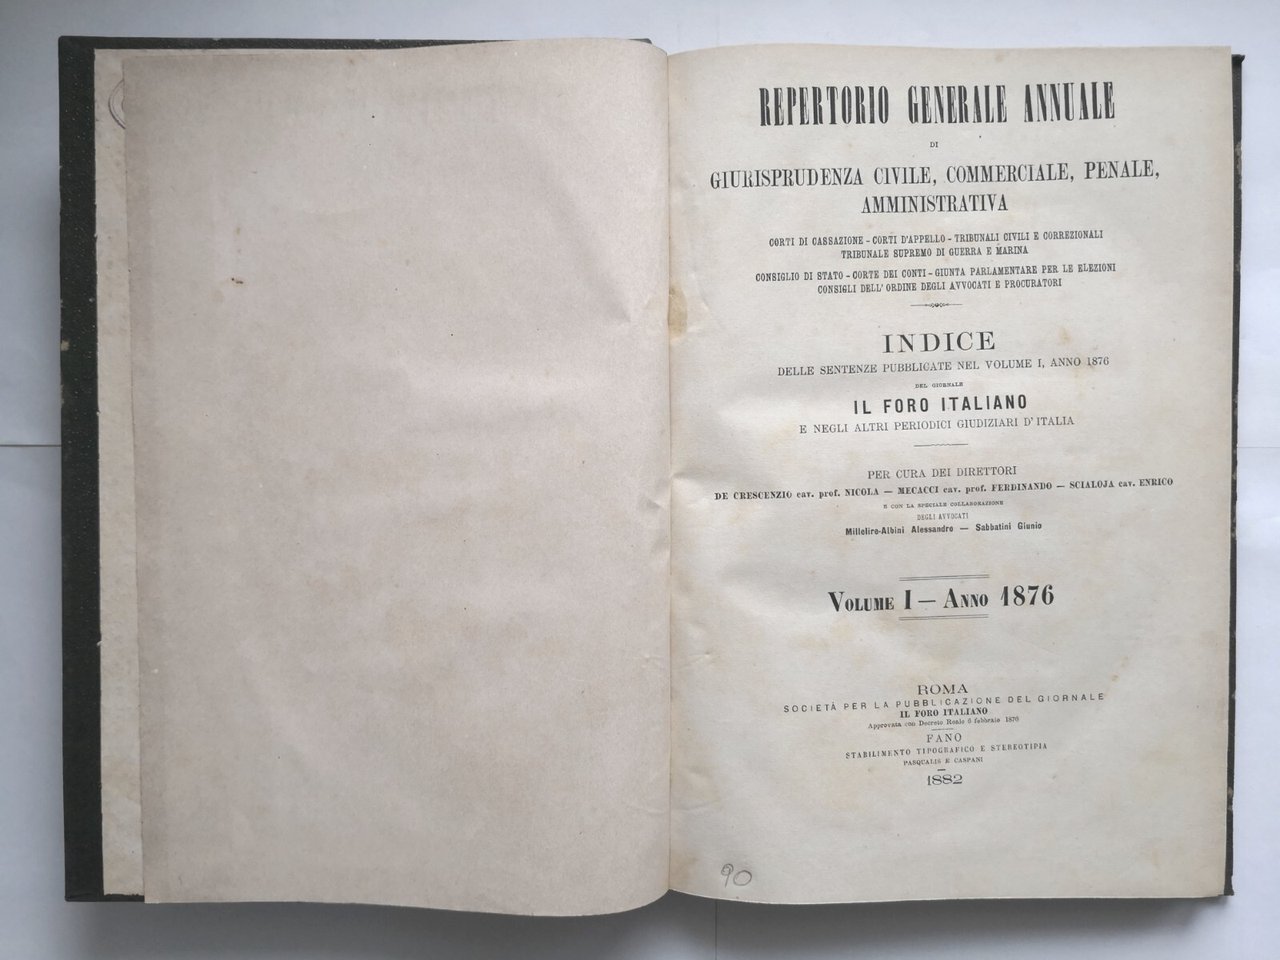 REPERTORIO GENERALE ANNUALE
DI
GIURISPRUDENZA CIVILE, COMMERCIALE, PENALE,
AMMINISTRATIVA
CORTI DI CASSAZIONE - CORTI D'APPELLO - TRIBUNALI CIVILI E CORREZIONALI
TRIBUNALE SUPREMO DI GUERRA E MARINA
CONSIGLIO DI STATO - CORTE DEI CONTI - GIUNTA PARLAMENTARE PER LE ELEZIONI
CONSIGLI DELL'ORDINE DEGLI AVVOCATI E PROCURATORI
INDICE
DELLE SENTENZE PUBBLICATE NEL VOLUME I, ANNO 1876
DEL GIORNALE
IL FORO ITALIANO
E NEGLI ALTRI PERIODICI GIUDIZIARI D'ITALIA
PER CURA DEI DIRETTORI
DE CRESCENZIO cav. prof. NICOLA — MECACCI cav. prof. FERDINANDO — SCIALOJA cav. ENRICO
E CON LA SPECIALE COLLABORAZIONE
DEGLI AVVOCATI
Millelire-Albini Alessandro — Sabbatini Giunio
VOLUME I — ANNO 1876
ROMA
SOCIETÀ PER LA PUBBLICAZIONE DEL GIORNALE
IL FORO ITALIANO
Approvata con Decreto Reale 6 febbraio 1876
FANO
STABILIMENTO TIPOGRAFICO E STEREOTIPIA
PASQUALIS E CASPANI
1882
90